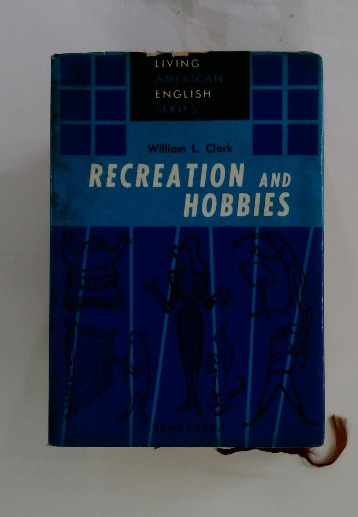 LIVING
AMERICAN
ENGLISH
SERIES
William L. Clark
RECREATION AND
HOBBIES